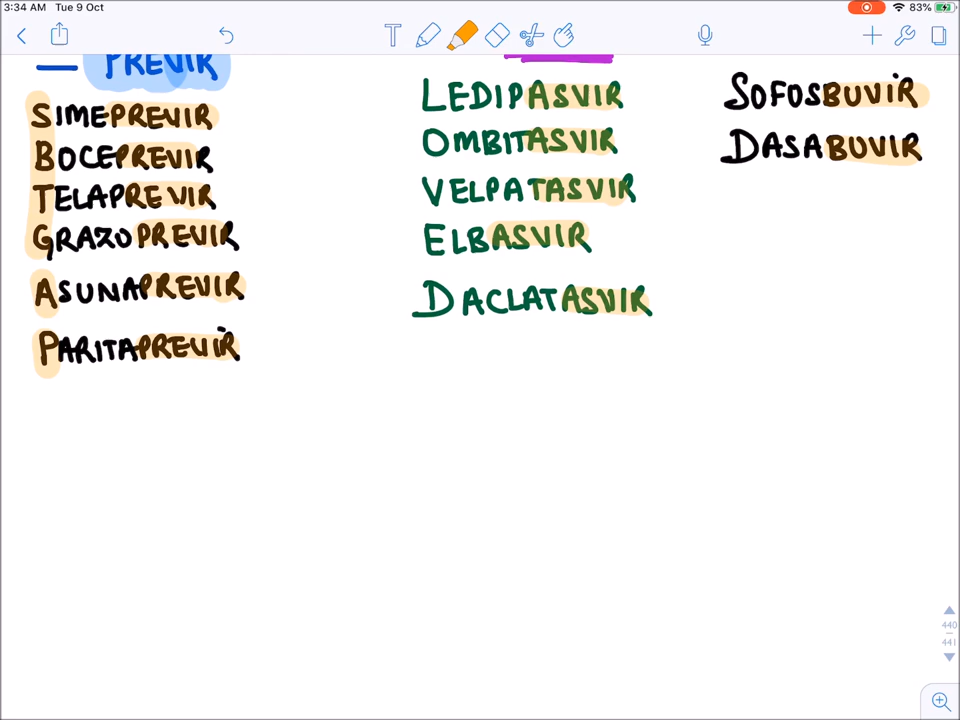 3:34 AM Tue 9 Oct 83%
T
PREVIR
SIMEPREVIR
BOCEPREVIR
TELAPREVIR
GRAZOPREVIR
ASUNAPREVIR
PARITAPREVIR
LEDIPASVIR
OMBITASVIR
VELPATASVIR
ELBASVIR
DACLATASVIR
SOFOSBUVIR
DASABUVIR
440
441